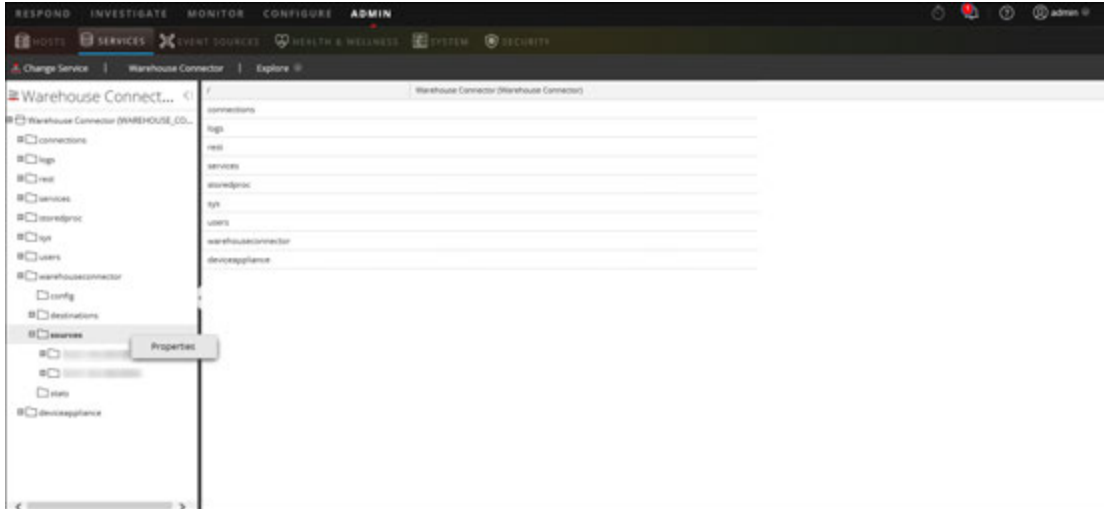 RESPOND INVESTIGATE MONITOR CONFIGURE ADMIN
1 admin
HOSTS SERVICES EVENT SOURCES HEALTH & WELLNESS SYSTEM SECURITY
Change Service | Warehouse Connector | Explore
Warehouse Connect...
/ Warehouse Connector (Warehouse Connector)
Warehouse Connector (WAREHOUSE_CO...
connections
logs
rest
services
storedproc
sys
users
warehouseconnector
config
destinations
sources
Properties
stats
deviceappliance
connections
logs
rest
services
storedproc
sys
users
warehouseconnector
deviceappliance